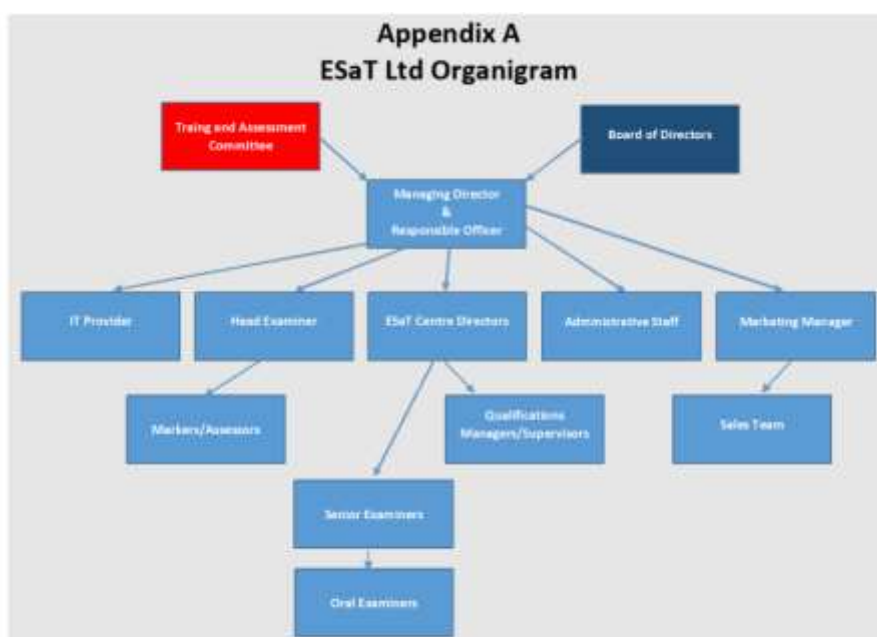 Appendix A
ESaT Ltd Organigram
Traing and Assessment
Committee
Board of Directors
Managing Director
&
Responsible Officer
IT Provider
Head Examiner
ESaT Centre Directors
Administrative Staff
Marketing Manager
Markers/Assessors
Qualifications
Managers/Supervisors
Sales Team
Senior Examiners
Oral Examiners